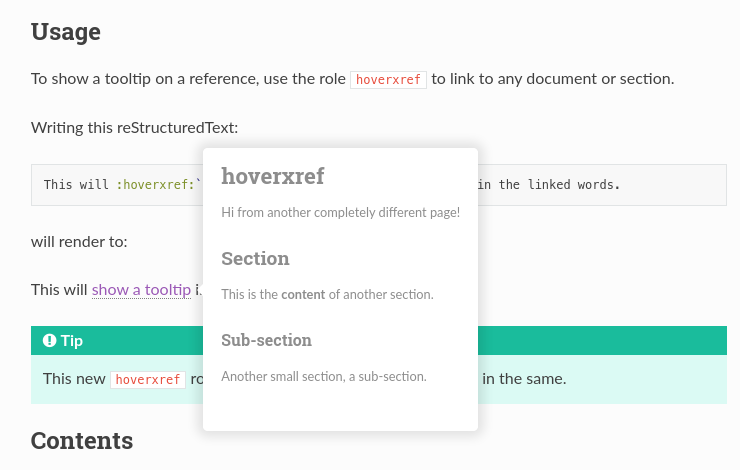 Usage
To show a tooltip on a reference, use the role hoverxref to link to any document or section.
Writing this reStructuredText:
This will :hoverxref:` in the linked words.
will render to:
This will show a tooltip i
Tip
This new hoverxref ro in the same.
hoverxref
Hi from another completely different page!
Section
This is the content of another section.
Sub-section
Another small section, a sub-section.
Contents